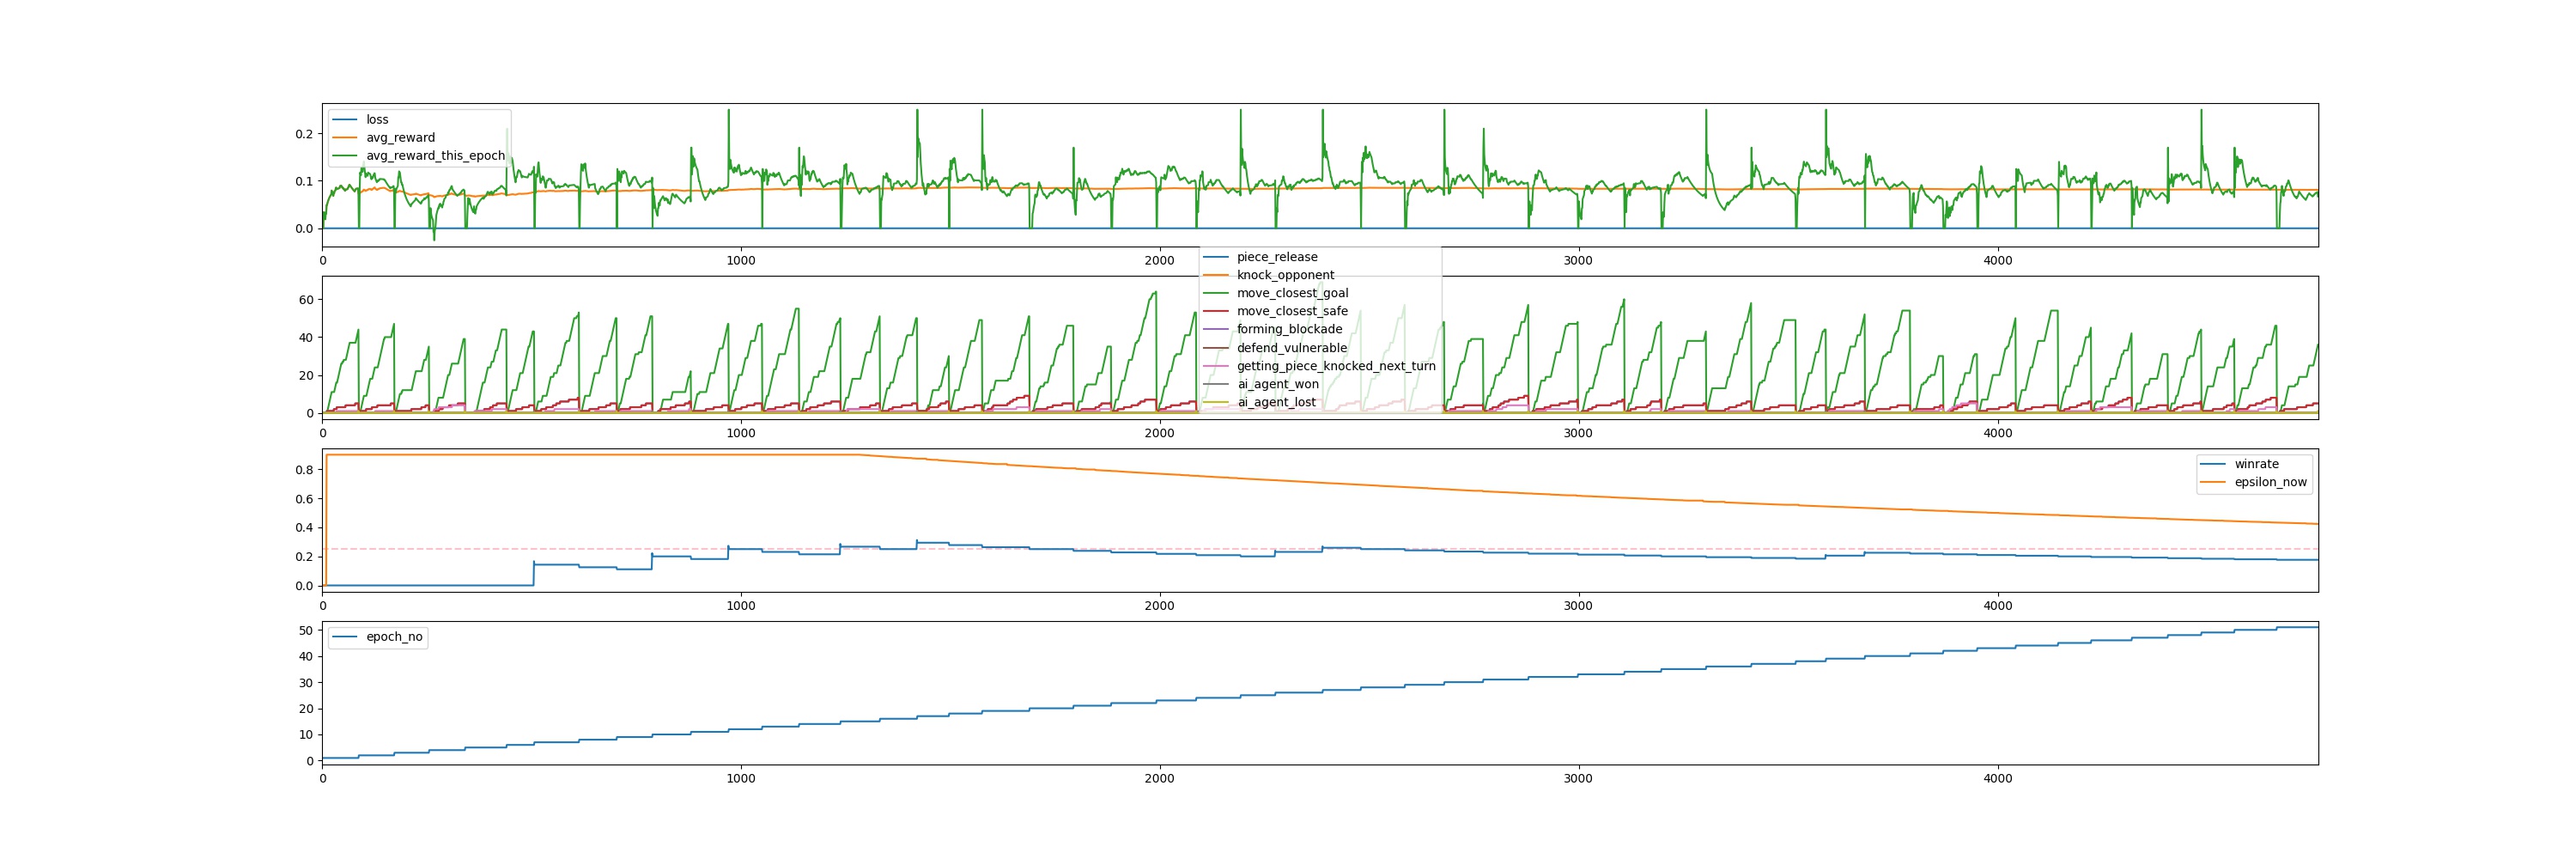 loss
avg_reward
avg_reward_this_epoch
0.2
0.1
0.0
0 1000 2000 3000 4000
piece_release
knock_opponent
move_closest_goal
move_closest_safe
forming_blockade
defend_vulnerable
getting_piece_knocked_next_turn
ai_agent_won
ai_agent_lost
60
40
20
0
0 1000 2000 3000 4000
winrate
epsilon_now
0.8
0.6
0.4
0.2
0.0
0 1000 2000 3000 4000
epoch_no
50
40
30
20
10
0
0 1000 2000 3000 4000